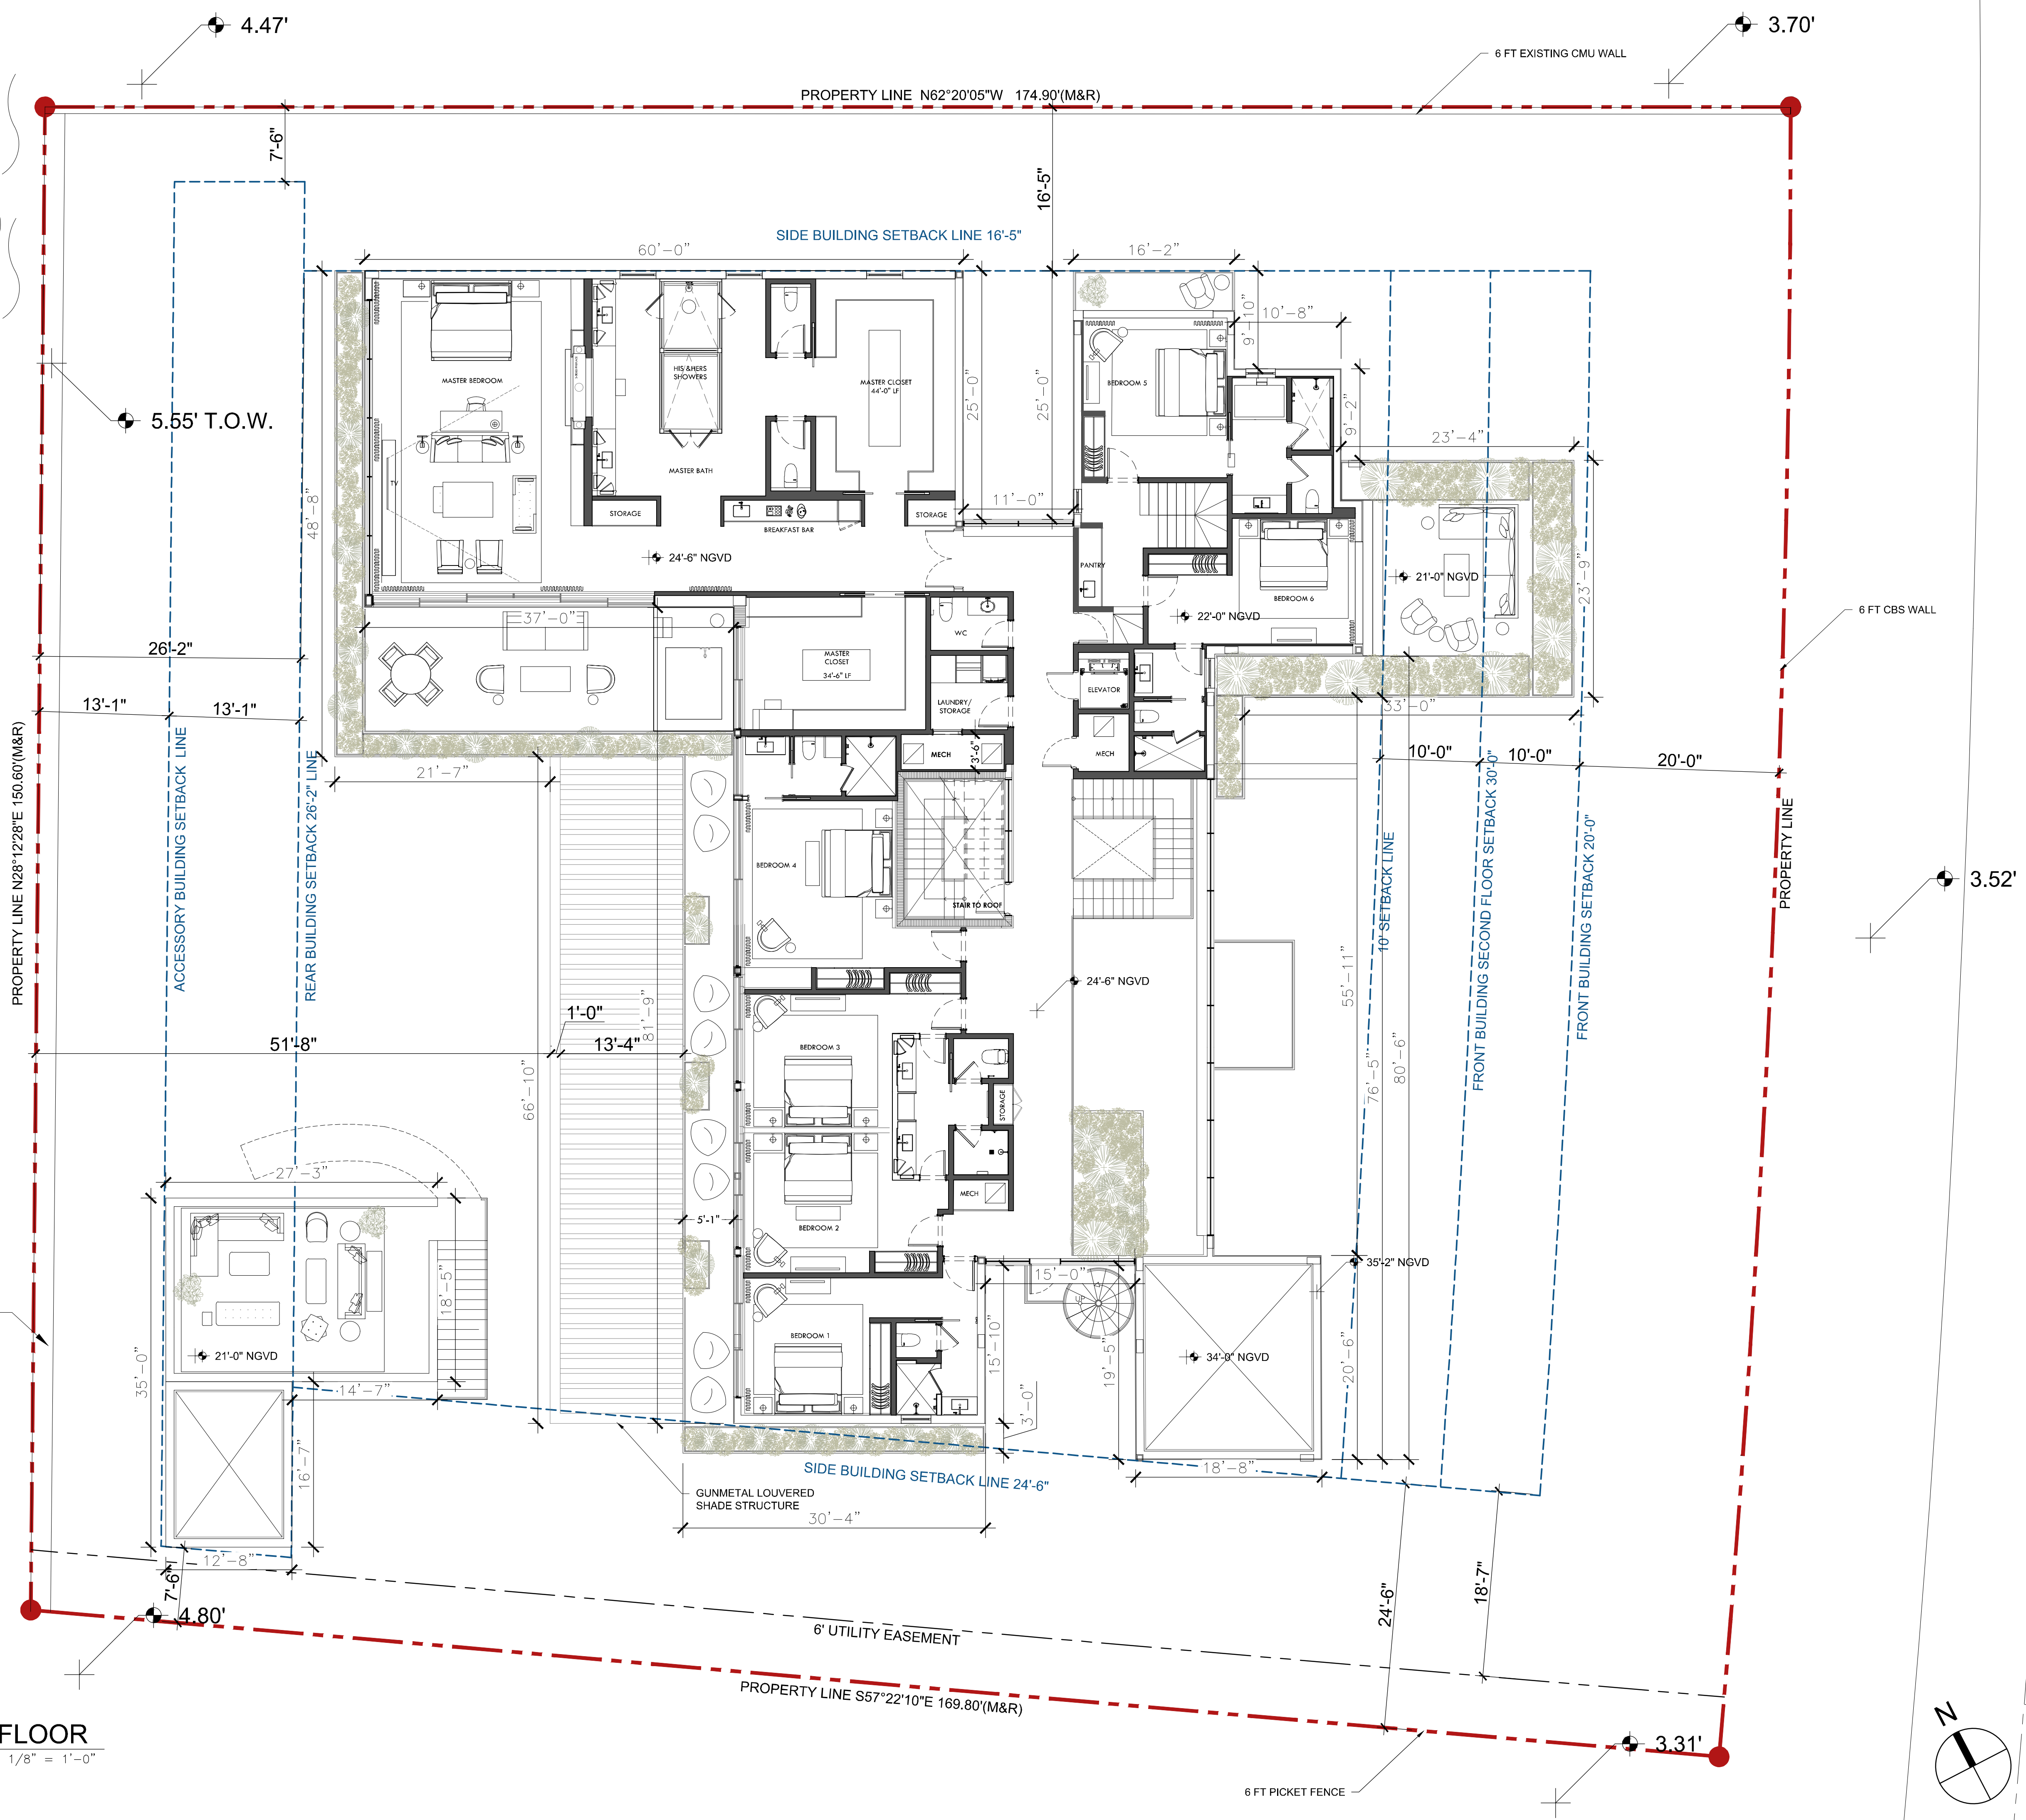 4.47'
3.70'
6 FT EXISTING CMU WALL
PROPERTY LINE N62°20'05"W 174.90'(M&R)
7'-6"
16'-5"
SIDE BUILDING SETBACK LINE 16'-5"
60'-0"
16'-2"
9'-10"
10'-8"
MASTER BEDROOM
HIS &HERS
SHOWERS
MASTER CLOSET
44'-0" LF
BEDROOM 5
25'-0"
25'-0"
9'-2"
5.55' T.O.W.
23'-4"
MASTER BATH
TV
48'-8"
11'-0"
STORAGE
BREAKFAST BAR
STORAGE
24'-6" NGVD
PANTRY
21'-0" NGVD
BEDROOM 6
23'-9"
22'-0" NGVD
6 FT CBS WALL
37'-0"
WC
26'-2"
MASTER
CLOSET
34'-6" LF
ELEVATOR
LAUNDRY/
STORAGE
13'-1"
13'-1"
33'-0"
PROPERTY LINE N28°12'28"E 150.60'(M&R)
ACCESSORY BUILDING SETBACK LINE
REAR BUILDING SETBACK 26'-2" LINE
MECH
3'-6"
MECH
10'-0"
10'-0"
20'-0"
21'-7"
PROPERTY LINE
10' SETBACK LINE
FRONT BUILDING SECOND FLOOR SETBACK 30'-0"
FRONT BUILDING SETBACK 20'-0"
BEDROOM 4
STAIR TO ROOF
3.52'
55'-11"
24'-6" NGVD
1'-0"
81'-9"
51'-8"
13'-4"
BEDROOM 3
76'-5"
80'-6"
66'-10"
STORAGE
27'-3"
MECH
5'-1"
BEDROOM 2
18'-5"
15'-0"
35'-2" NGVD
UP
BEDROOM 1
21'-0" NGVD
34'-0" NGVD
35'-0"
15'-10"
19'-5"
20'-6"
14'-7"
3'-0"
16'-7"
SIDE BUILDING SETBACK LINE 24'-6"
18'-8"
GUNMETAL LOUVERED
SHADE STRUCTURE
30'-4"
12'-8"
7'-6"
24'-6"
18'-7"
4.80'
6' UTILITY EASEMENT
PROPERTY LINE S57°22'10"E 169.80'(M&R)
N
FLOOR
1/8" = 1'-0"
3.31'
6 FT PICKET FENCE